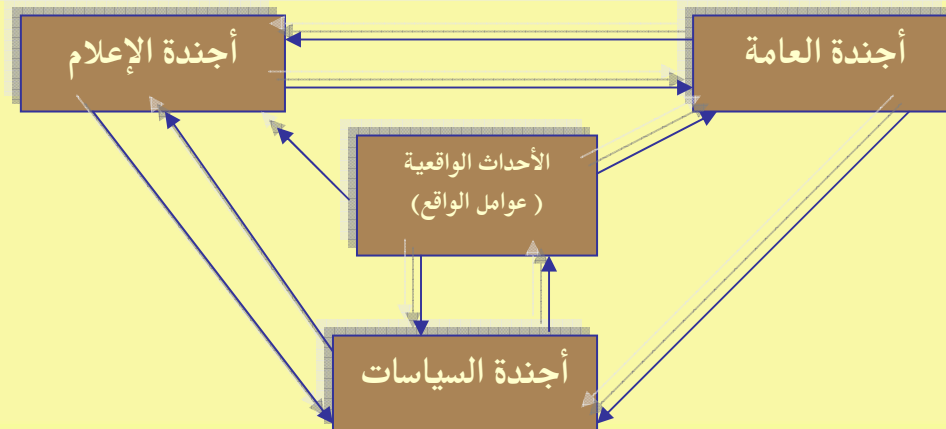 أجندة العامة
أجندة الإعلام
الأحداث الواقعية
( عوامل الواقع)
أجندة السياسات